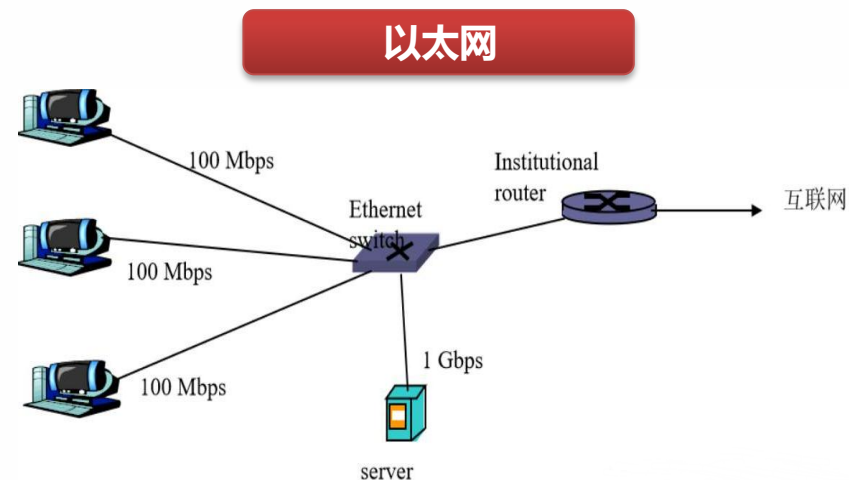 以太网
100 Mbps
Institutional
router
互联网
Ethernet
switch
100 Mbps
1 Gbps
100 Mbps
server